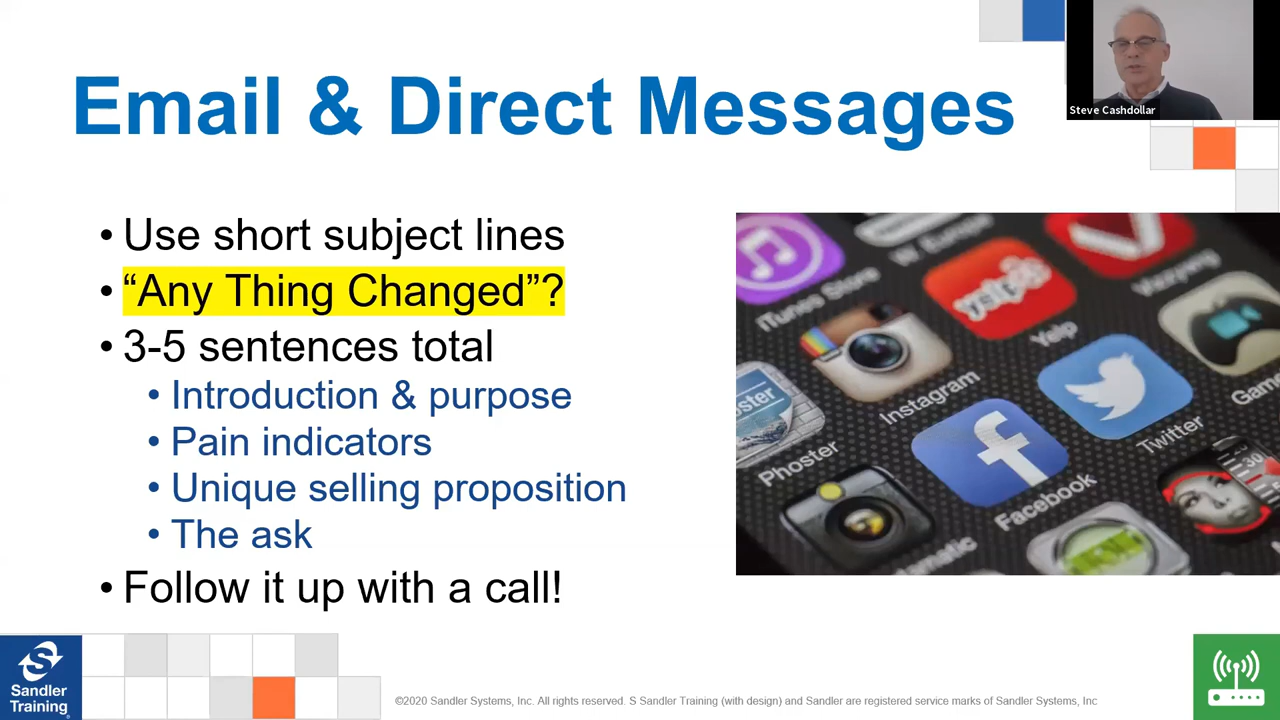 Email & Direct Messages
Steve Cashdollar
• Use short subject lines
• “Any Thing Changed”?
• 3-5 sentences total
• Introduction & purpose
• Pain indicators
• Unique selling proposition
• The ask
• Follow it up with a call!
iTunes Store
W. Europe
yelp
Yelp
Instagram
Phoster
Facebook
Twitter
Game
S
Sandler
Training®
©2020 Sandler Systems, Inc. All rights reserved. S Sandler Training (with design) and Sandler are registered service marks of Sandler Systems, Inc